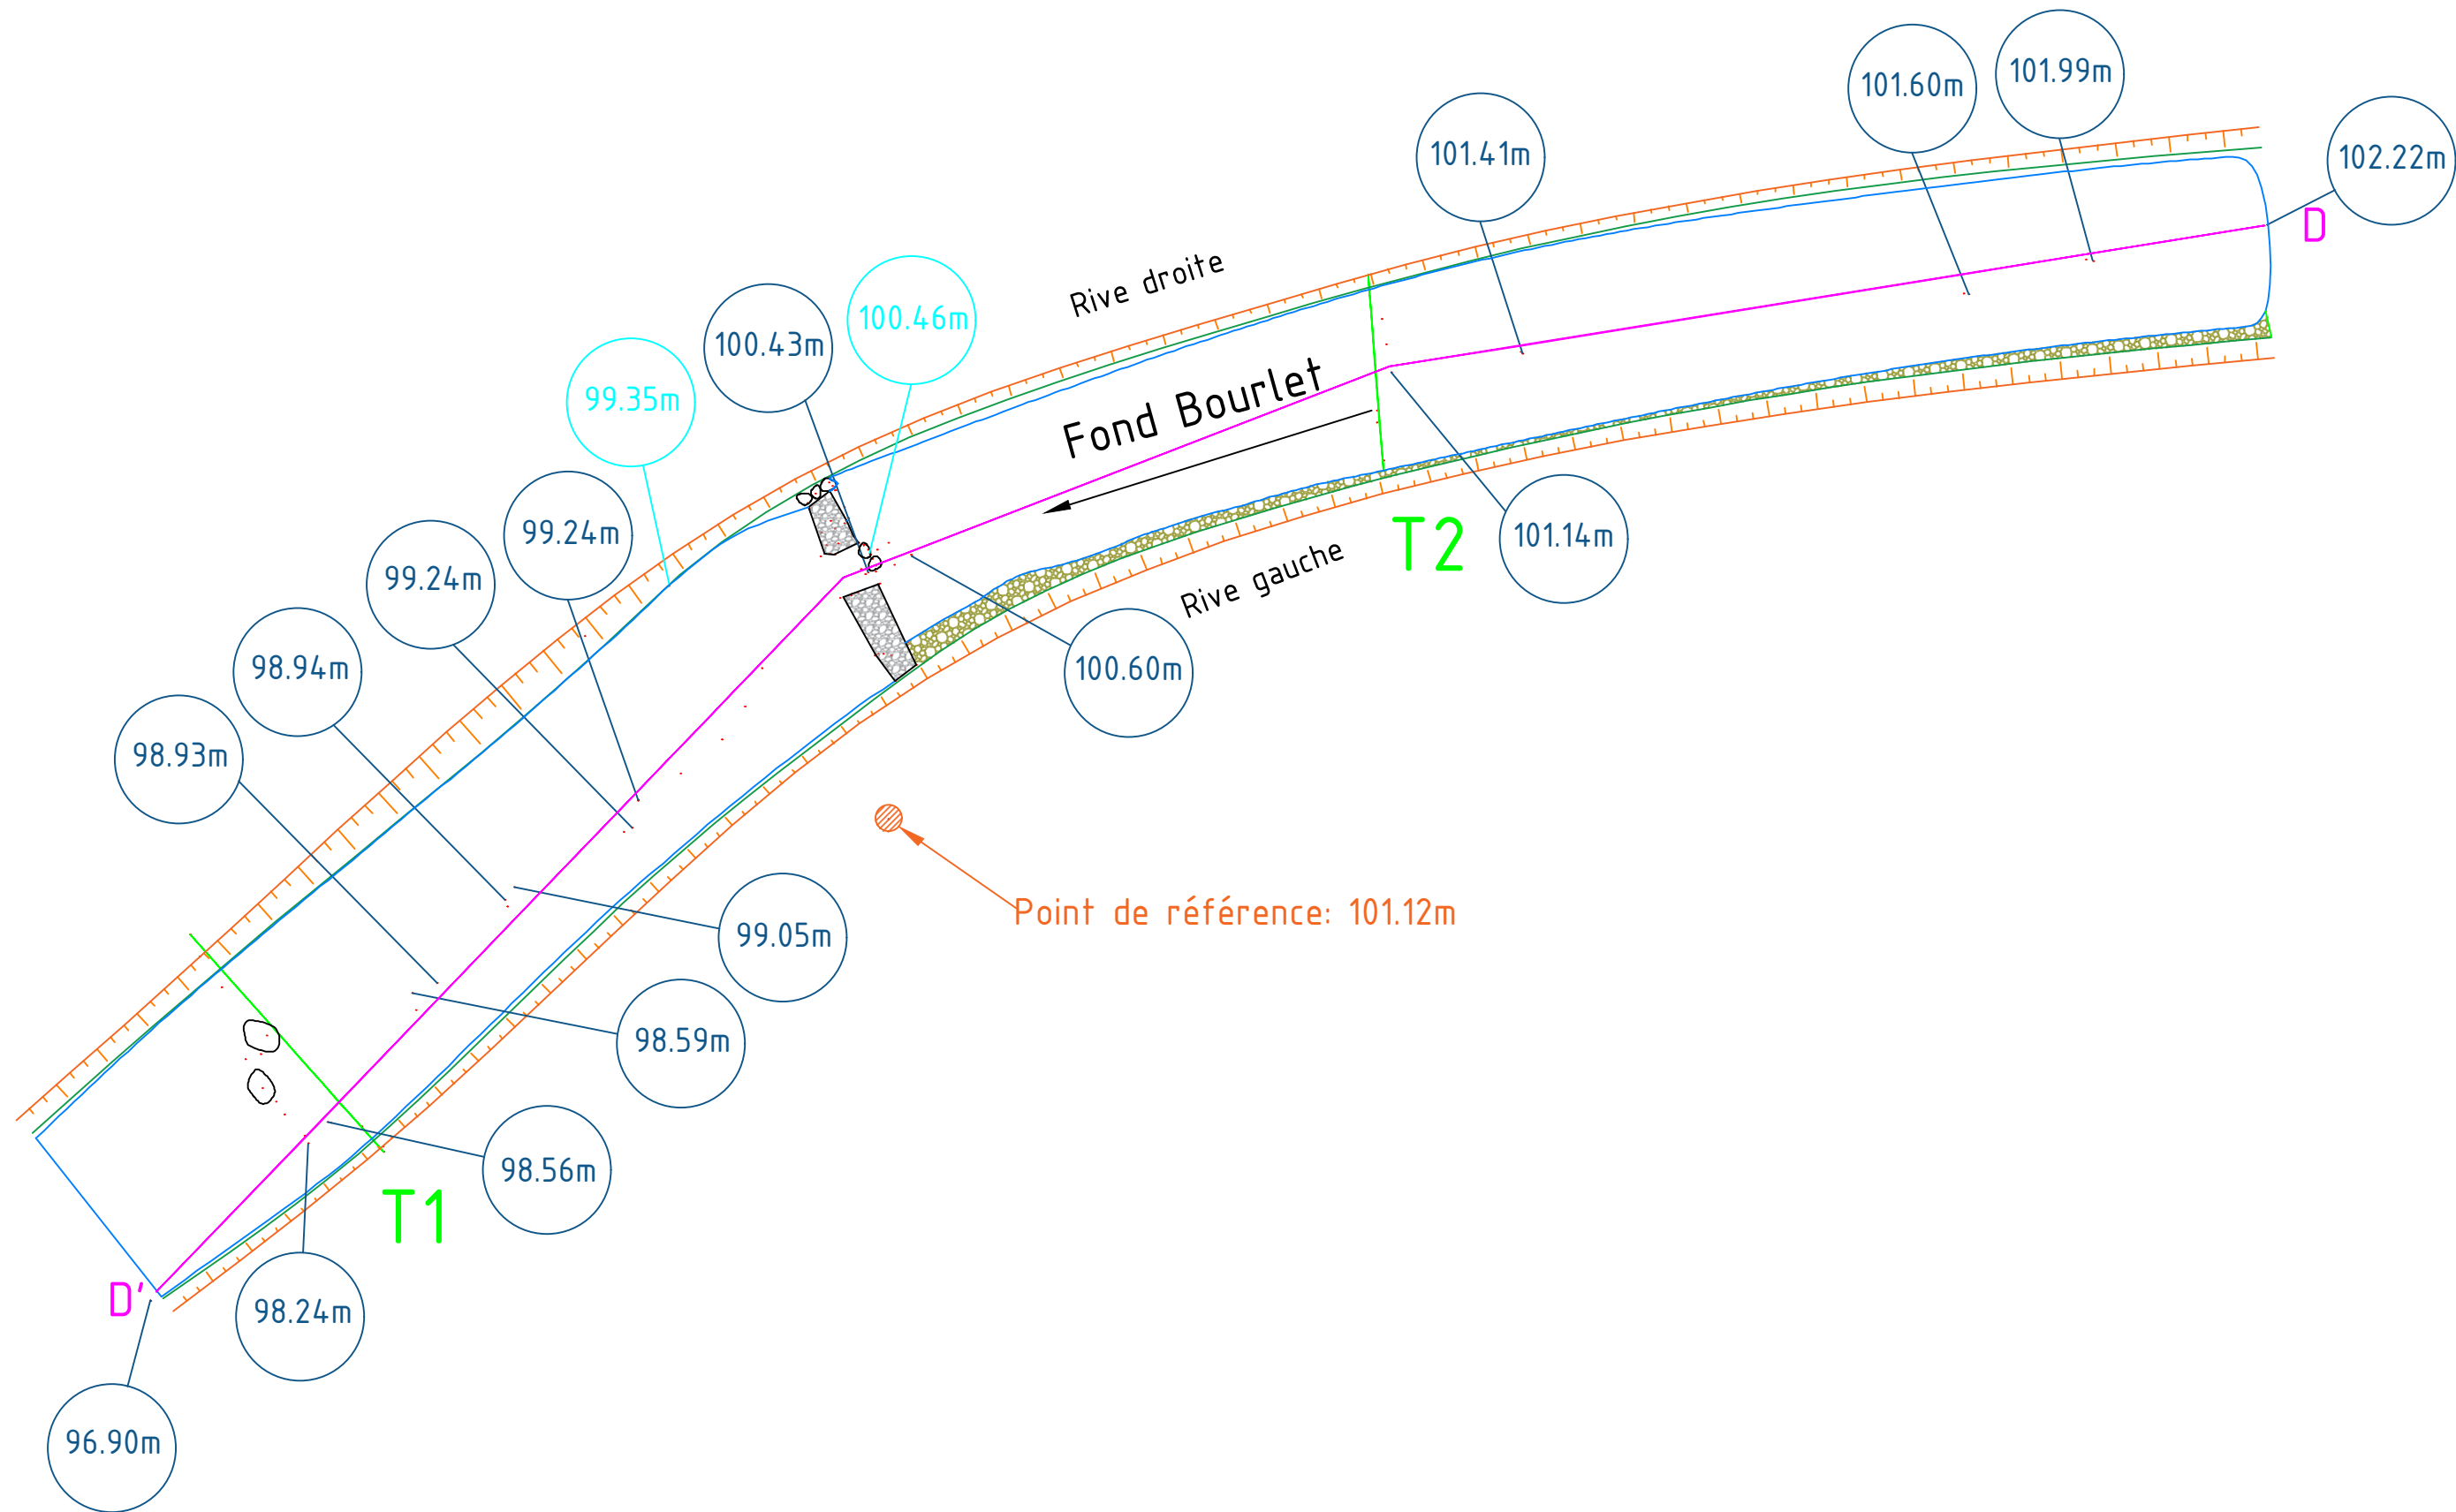 101.99m
101.60m
101.41m
102.22m
D
Rive droite
100.46m
100.43m
99.35m
Fond Bourlet
99.24m
99.24m
T2
101.14m
Rive gauche
98.94m
100.60m
98.93m
Point de référence: 101.12m
99.05m
98.59m
98.56m
T1
D'
98.24m
96.90m